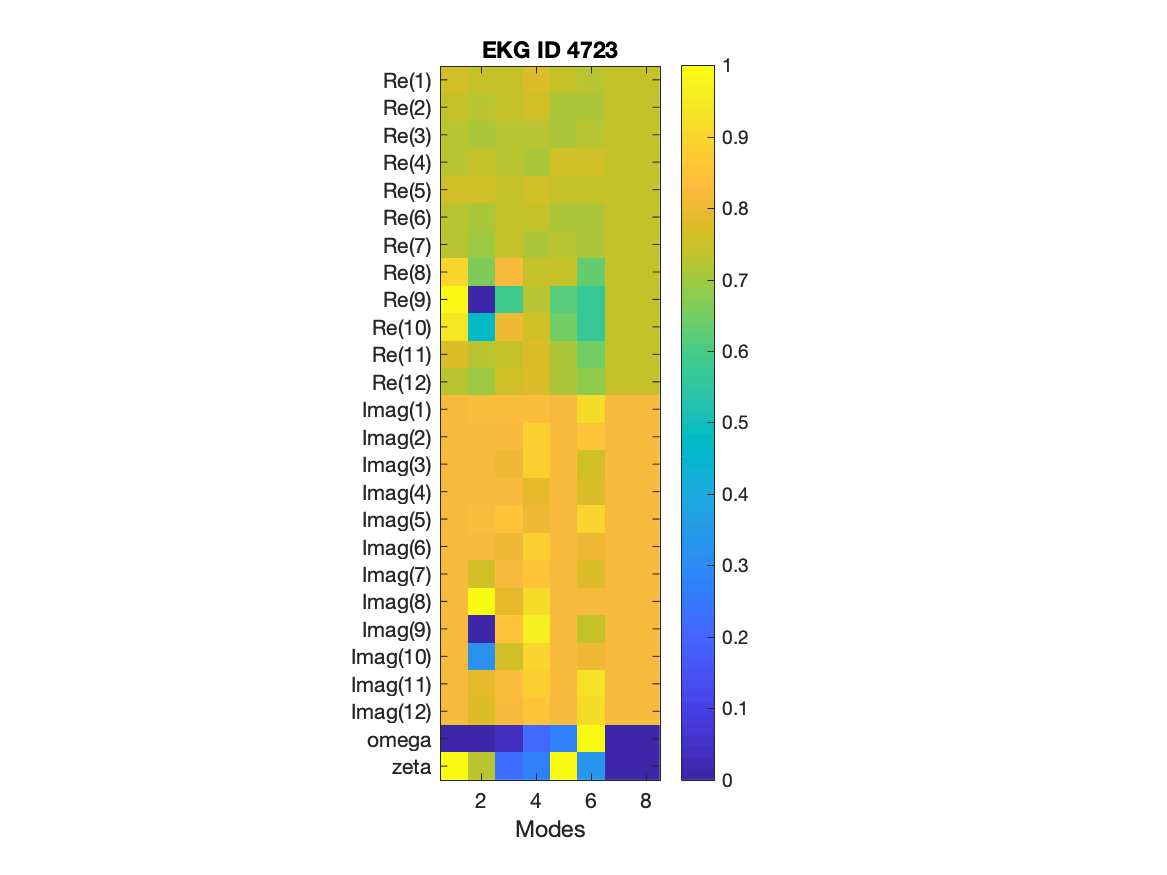 EKG ID 4723
Re(1)
Re(2)
Re(3)
Re(4)
Re(5)
Re(6)
Re(7)
Re(8)
Re(9)
Re(10)
Re(11)
Re(12)
Imag(1)
Imag(2)
Imag(3)
Imag(4)
Imag(5)
Imag(6)
Imag(7)
Imag(8)
Imag(9)
Imag(10)
Imag(11)
Imag(12)
omega
zeta
2 4 6 8
Modes
1
0.9
0.8
0.7
0.6
0.5
0.4
0.3
0.2
0.1
0